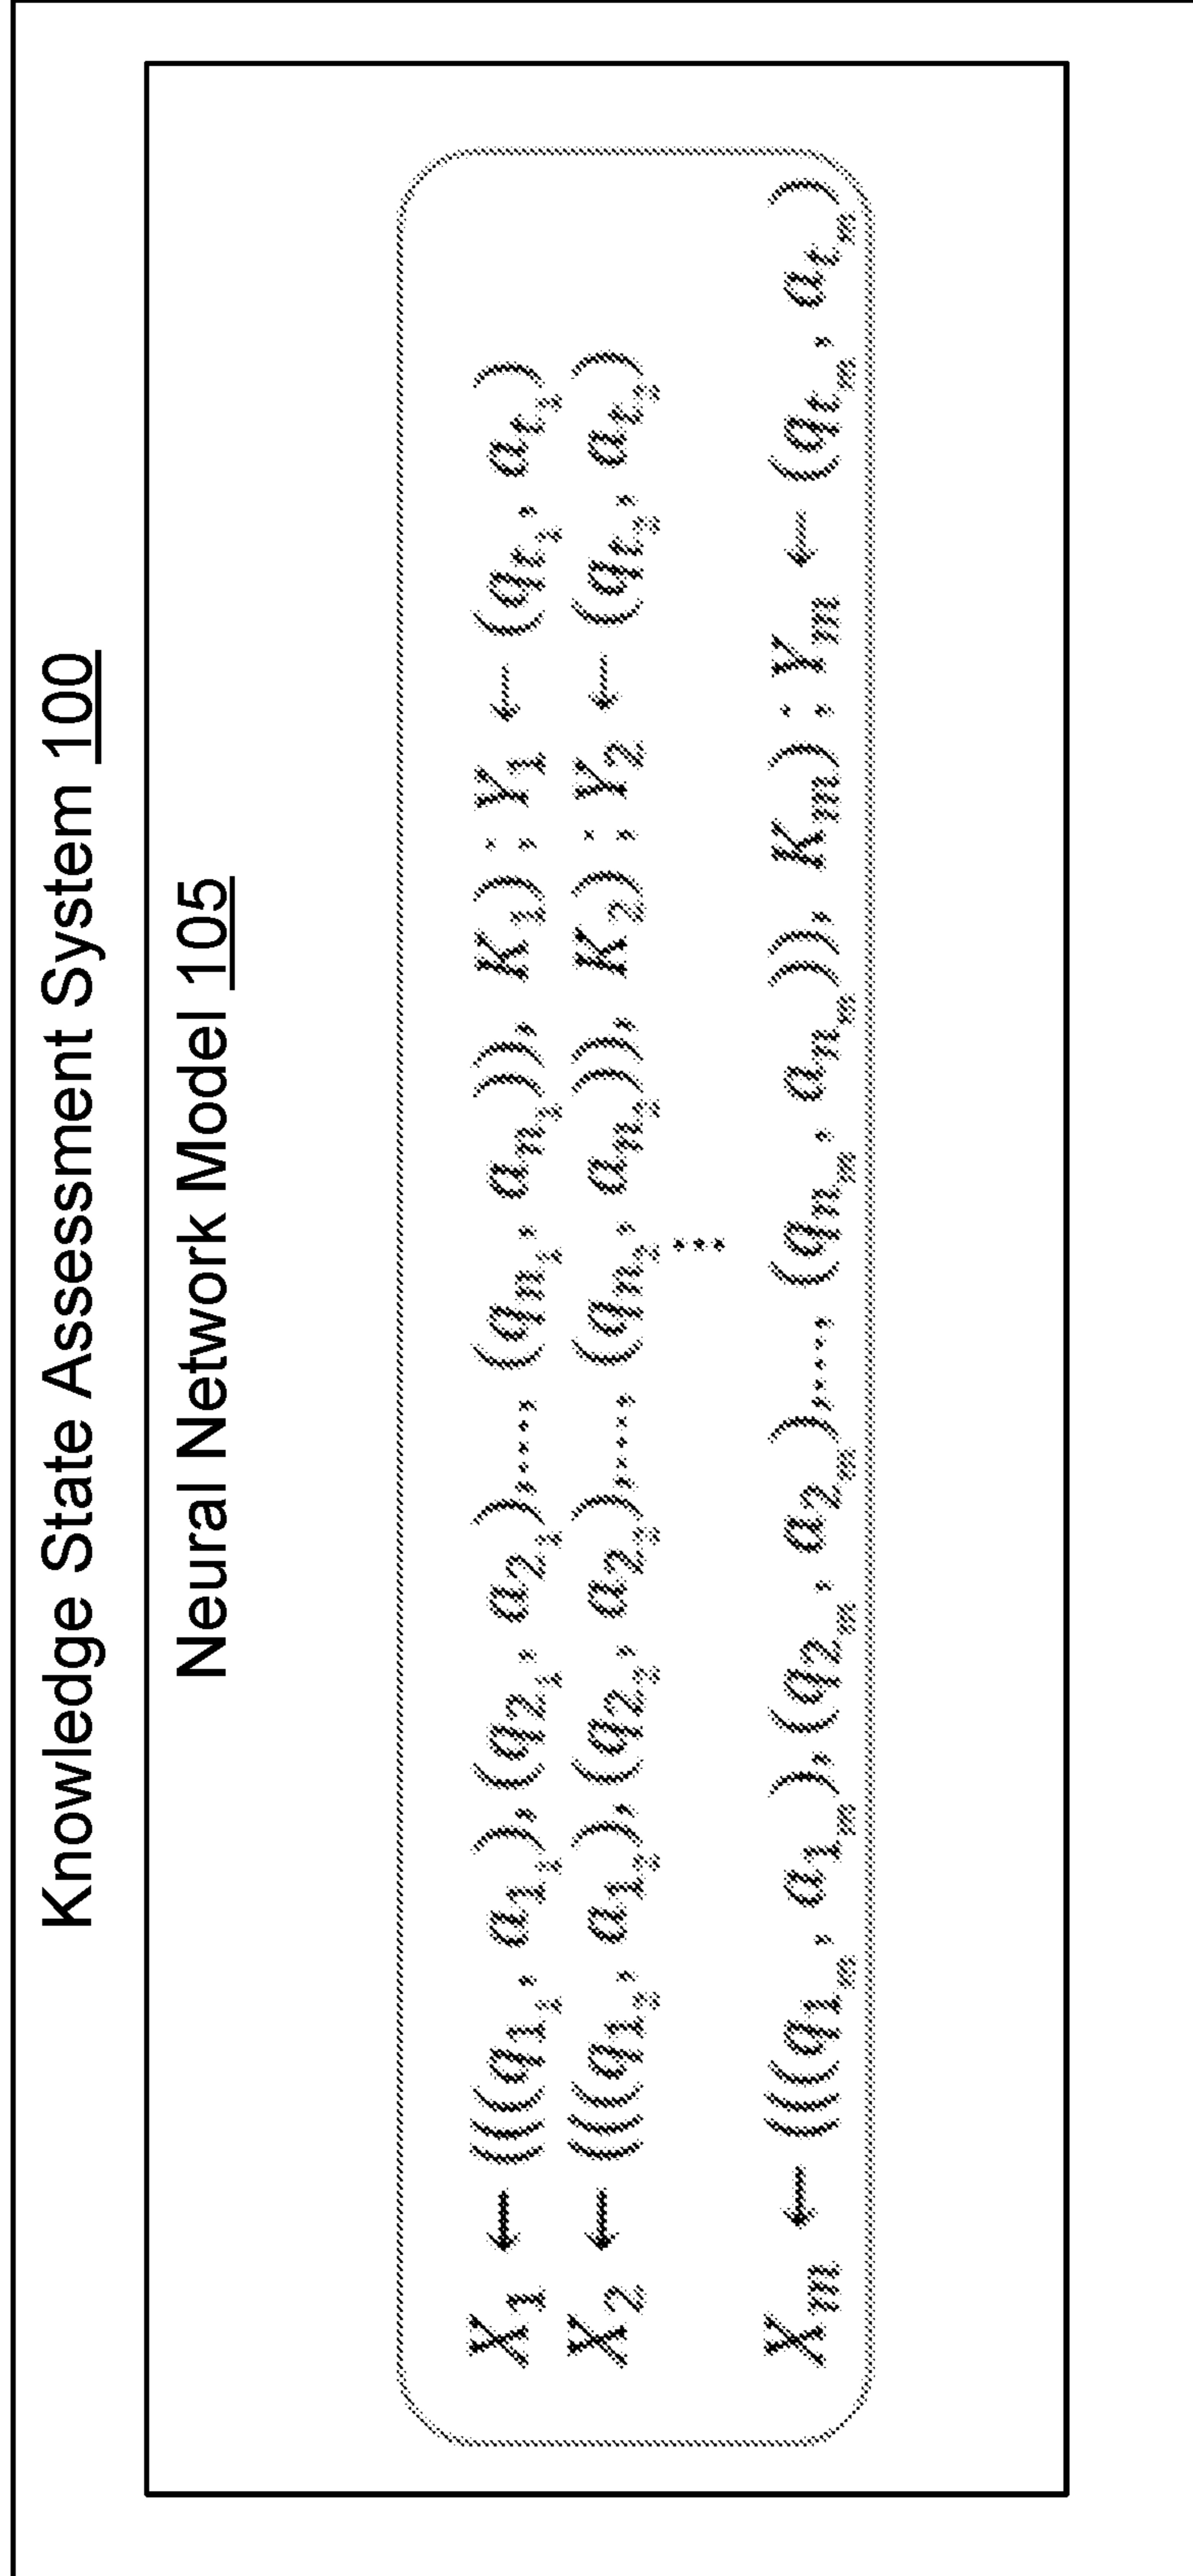 Knowledge State Assessment System 100
Neural Network Model 105
X₁ ← (((q₁₁, a₁₁), (q₂₁, a₂₁), …, (qₙ₁, aₙ₁)), K₁) : Y₁ ← (qₜ₁, aₜ₁)
X₂ ← (((q₁₂, a₁₂), (q₂₂, a₂₂), …, (qₙ₂, aₙ₂)), K₂) : Y₂ ← (qₜ₂, aₜ₂)
⋮
Xₘ ← (((q₁ₘ, a₁ₘ), (q₂ₘ, a₂ₘ), …, (qₙₘ, aₙₘ)), Kₘ) : Yₘ ← (qₜₘ, aₜₘ)